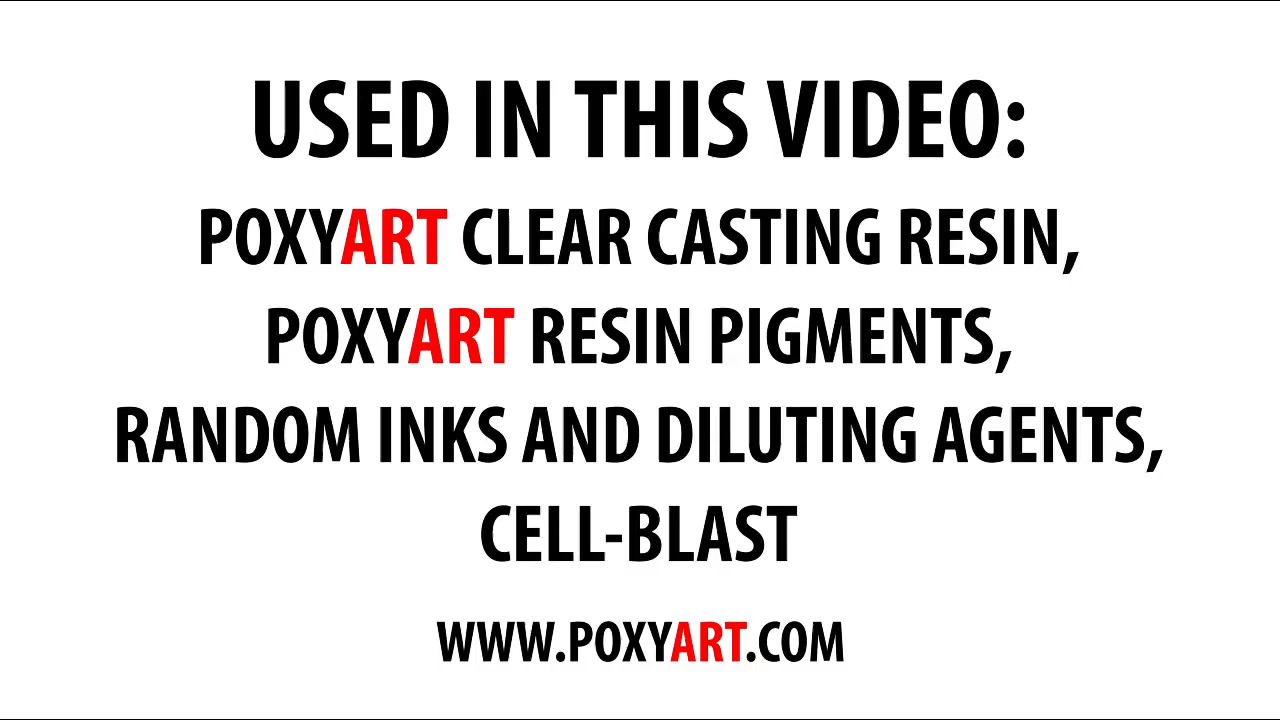 USED IN THIS VIDEO:
POXYART CLEAR CASTING RESIN,
POXYART RESIN PIGMENTS,
RANDOM INKS AND DILUTING AGENTS,
CELL-BLAST
WWW.POXYART.COM